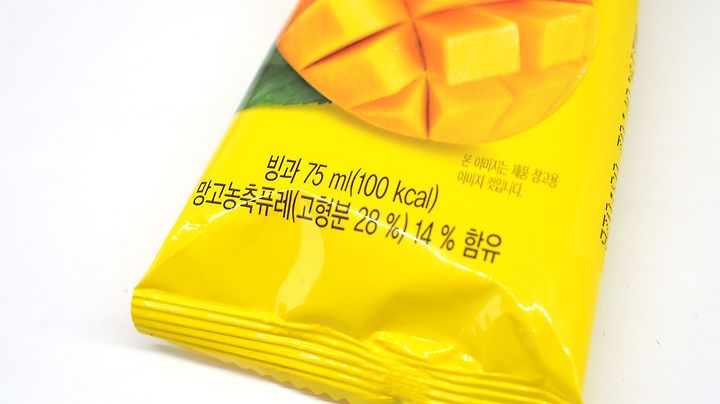 본 이미지는 제품 참고용
이미지 컷입니다.
빙과 75 ml(100 kcal)
망고농축퓨레(고형분 28 %) 14 % 함유